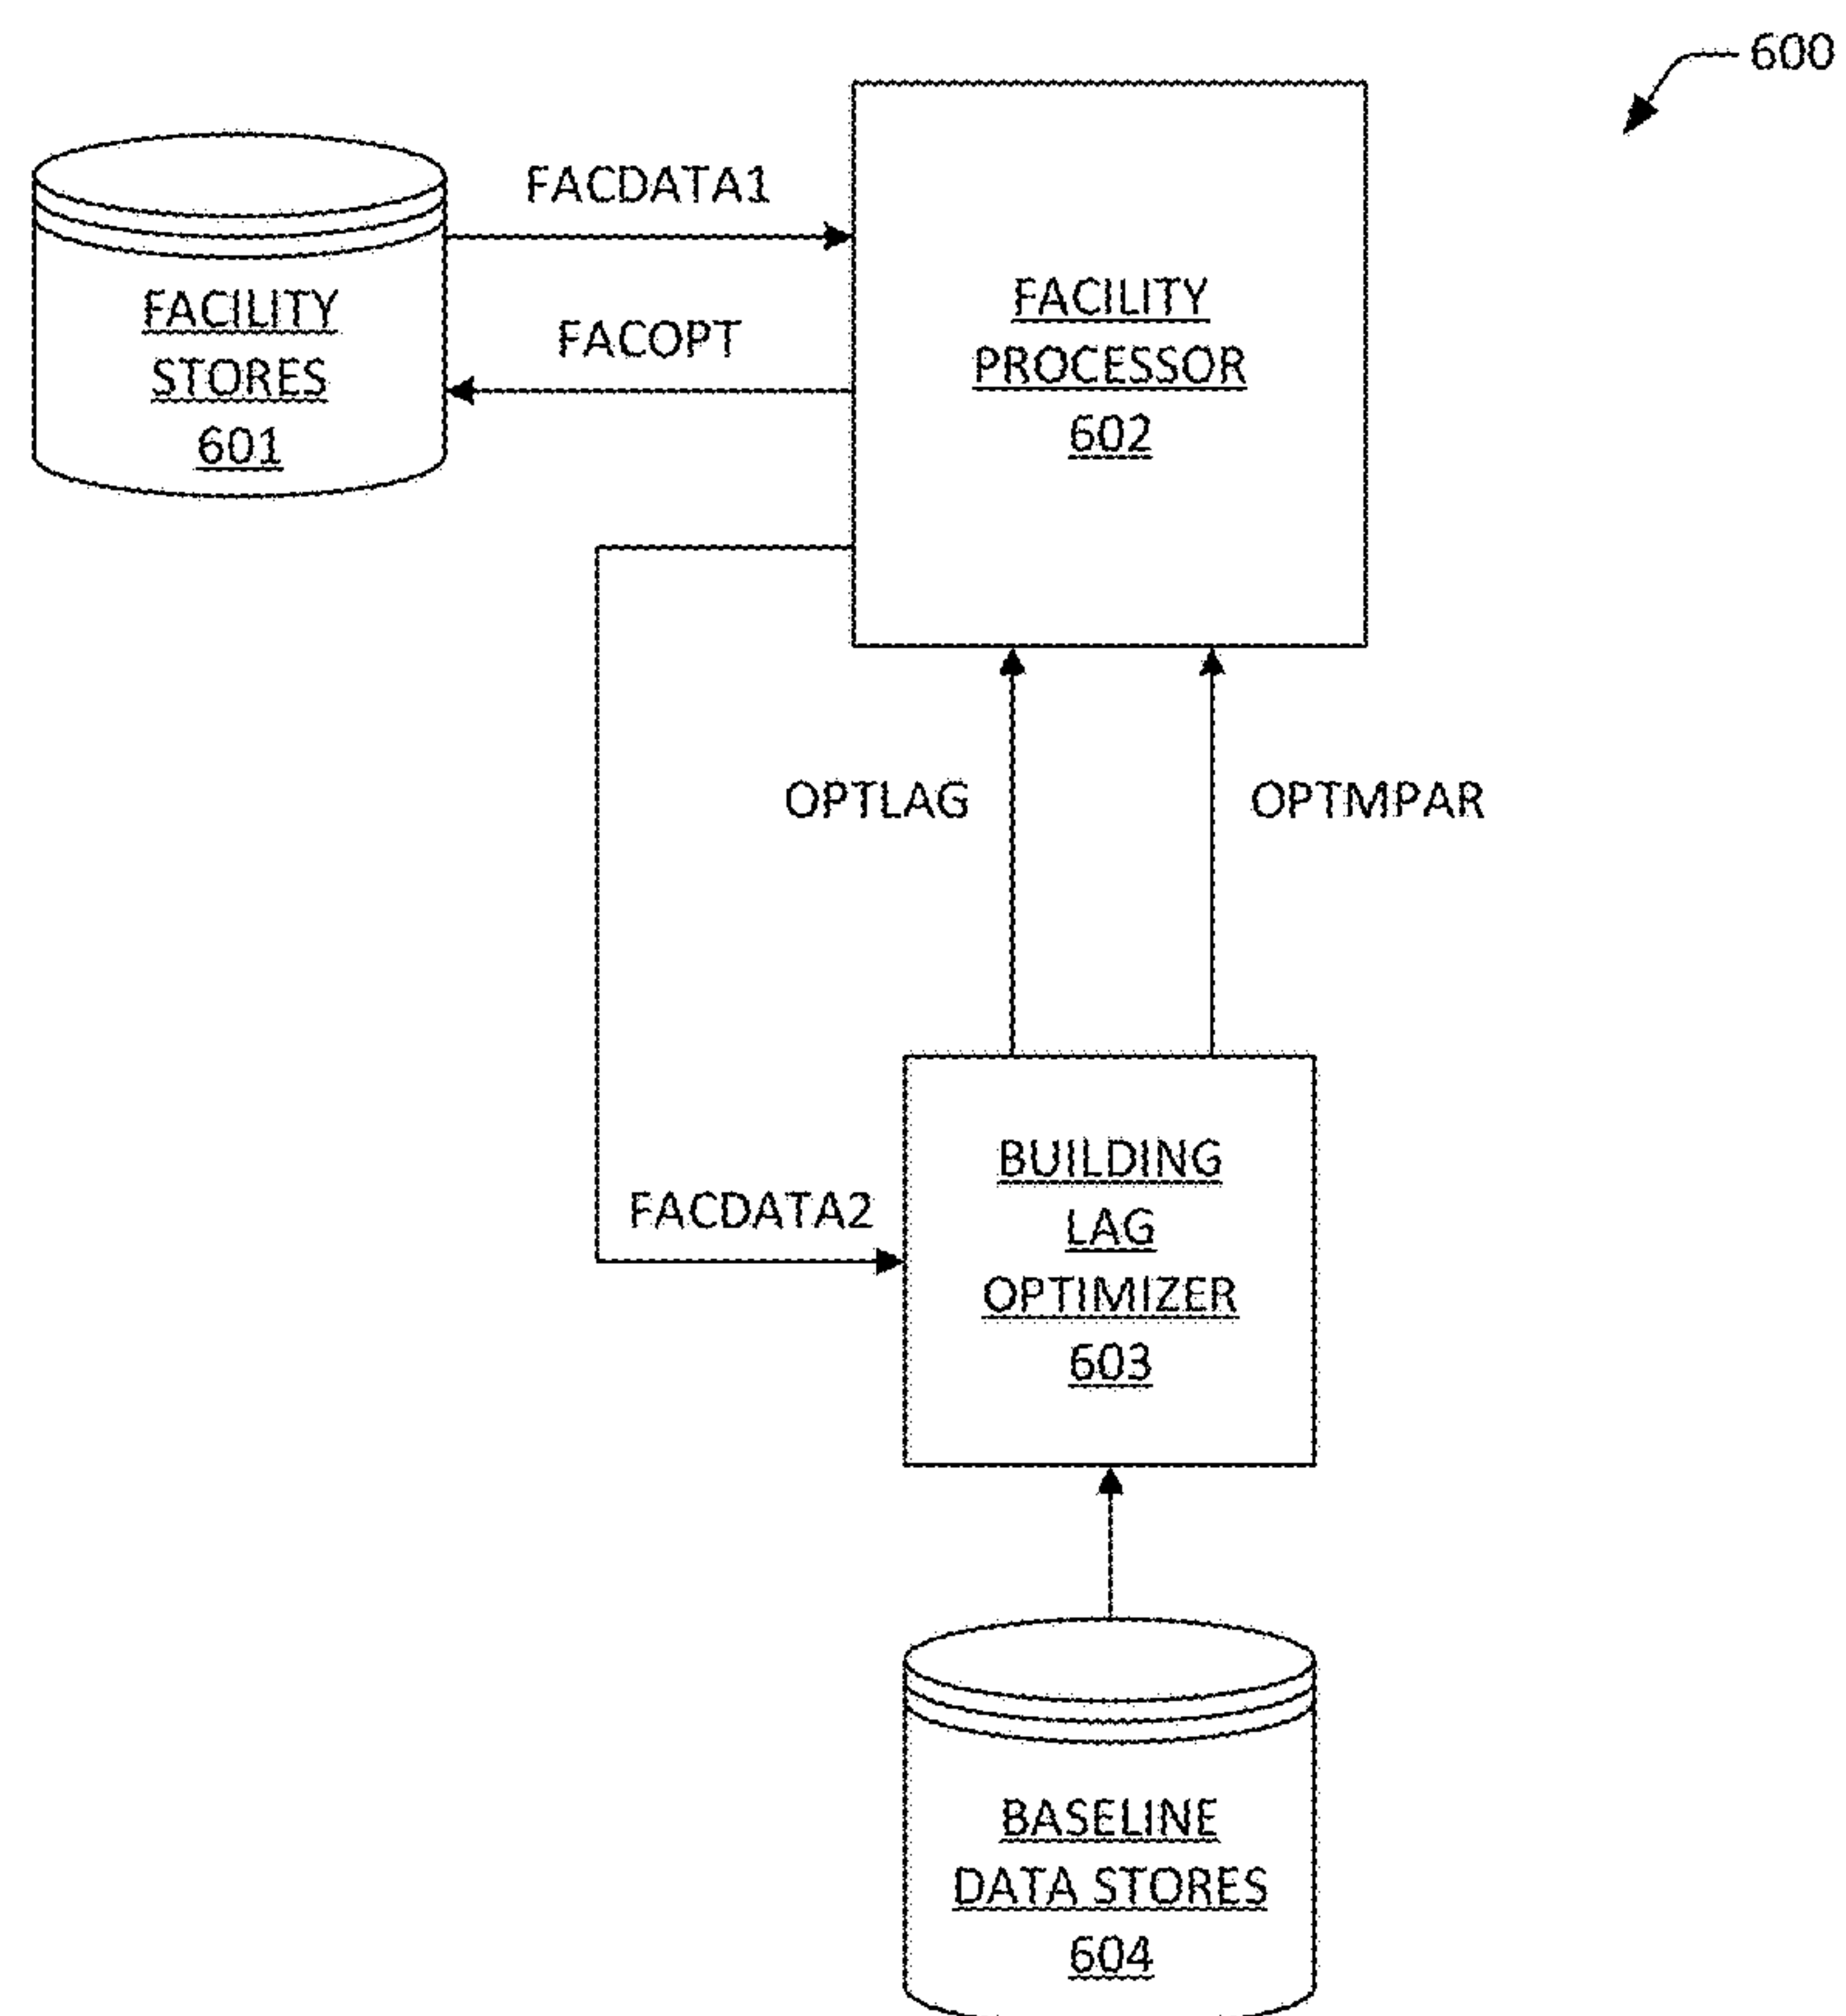 600
FACDATA1
FACILITY
STORES
601
FACOPT
FACILITY
PROCESSOR
602
OPTLAG
OPTMPAR
FACDATA2
BUILDING
LAG
OPTIMIZER
603
BASELINE
DATA STORES
604